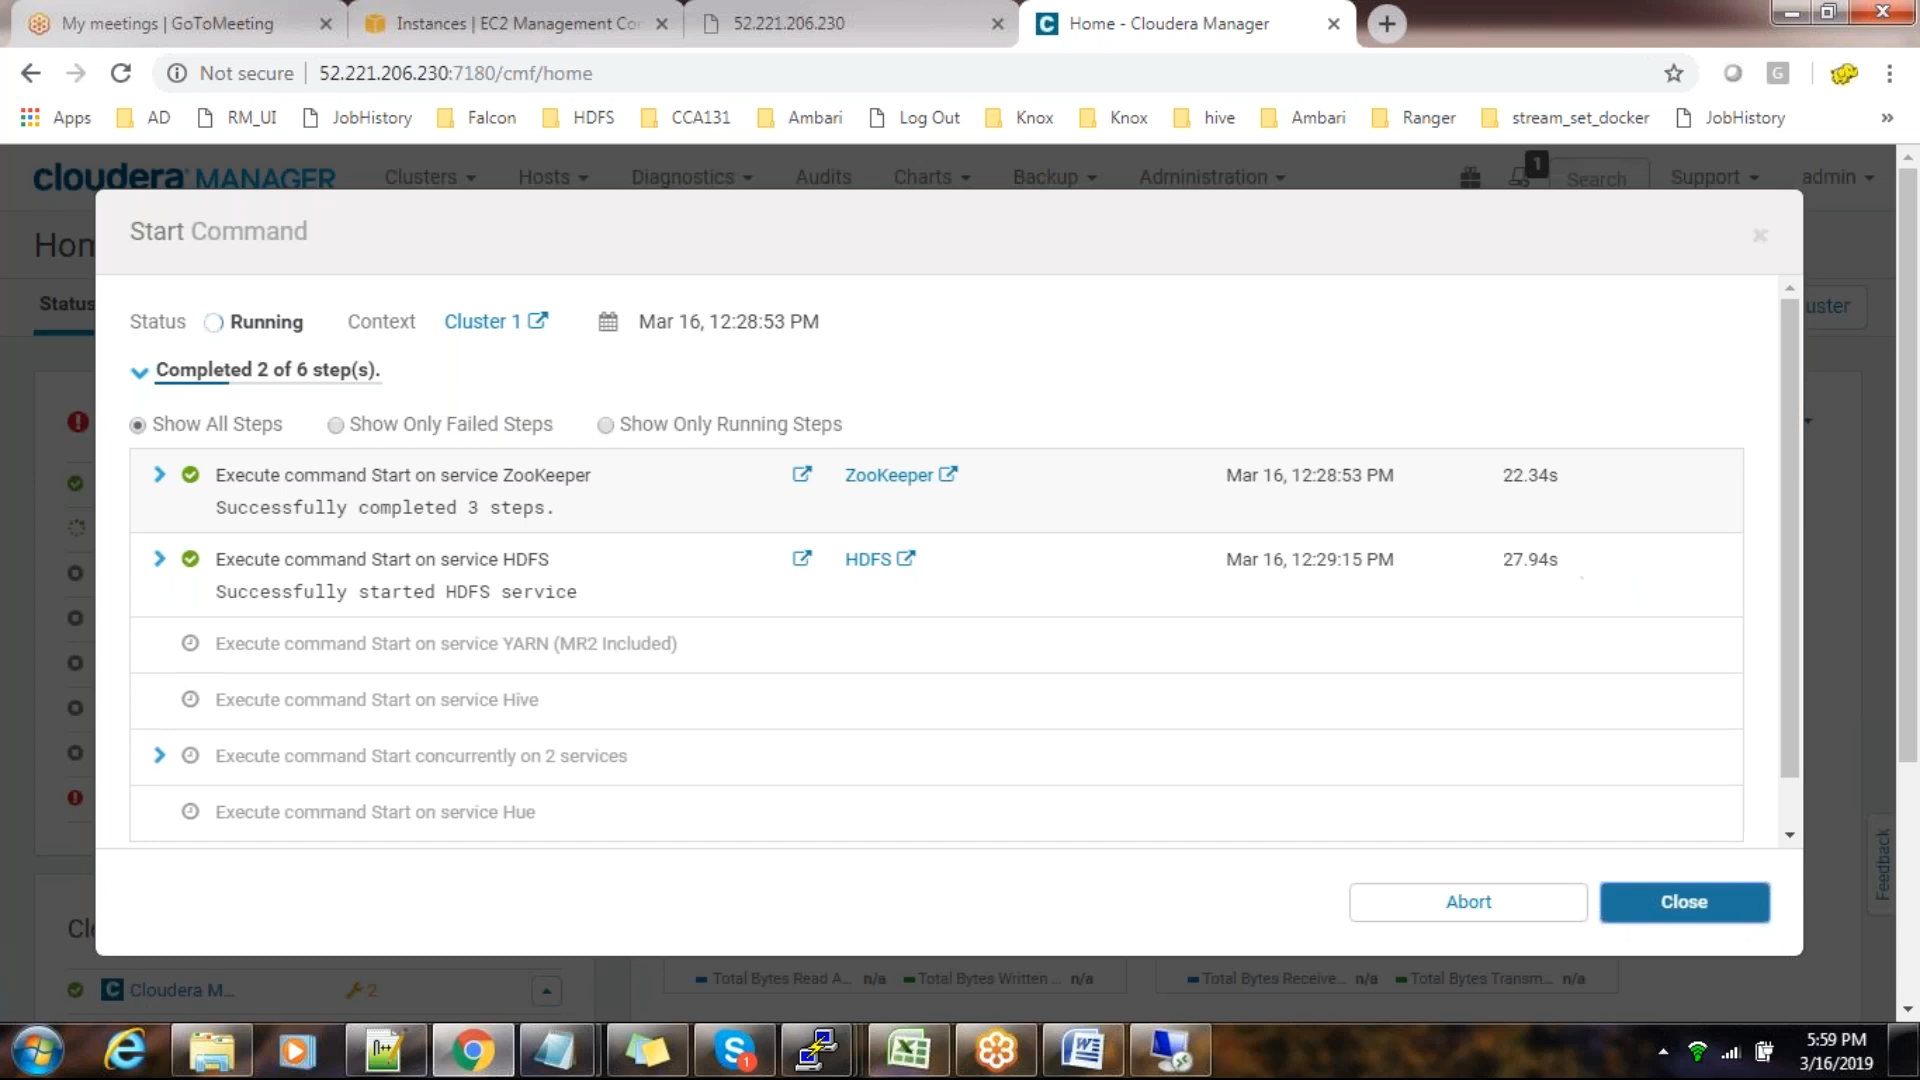 My meetings | GoToMeeting
Instances | EC2 Management Co
52.221.206.230
Home - Cloudera Manager
Not secure
52.221.206.230:7180/cmf/home
G
Apps
AD
RM_UI
JobHistory
Falcon
HDFS
CCA131
Ambari
Log Out
Knox
Knox
hive
Ambari
Ranger
stream_set_docker
JobHistory
»
cloudera MANAGER
Clusters
Hosts
Diagnostics
Audits
Charts
Backup
Administration
1
Search
Support
admin
Hom
Status
uster
Start Command
Status
Running
Context
Cluster 1
Mar 16, 12:28:53 PM
Completed 2 of 6 step(s).
Show All Steps
Show Only Failed Steps
Show Only Running Steps
Execute command Start on service ZooKeeper
ZooKeeper
Mar 16, 12:28:53 PM
22.34s
Successfully completed 3 steps.
Execute command Start on service HDFS
HDFS
Mar 16, 12:29:15 PM
27.94s
Successfully started HDFS service
Execute command Start on service YARN (MR2 Included)
Execute command Start on service Hive
Execute command Start concurrently on 2 services
Execute command Start on service Hue
Abort
Close
Feedback
Cl
Cloudera M...
2
Total Bytes Read A... n/a
Total Bytes Written ... n/a
Total Bytes Receive... n/a
Total Bytes Transm... n/a
5:59 PM
3/16/2019